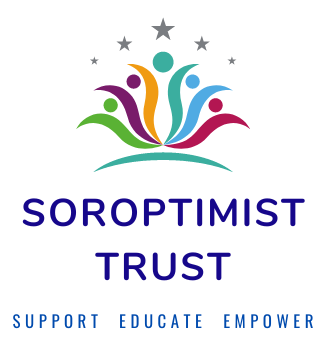 SOROPTIMIST
TRUST
SUPPORT EDUCATE EMPOWER